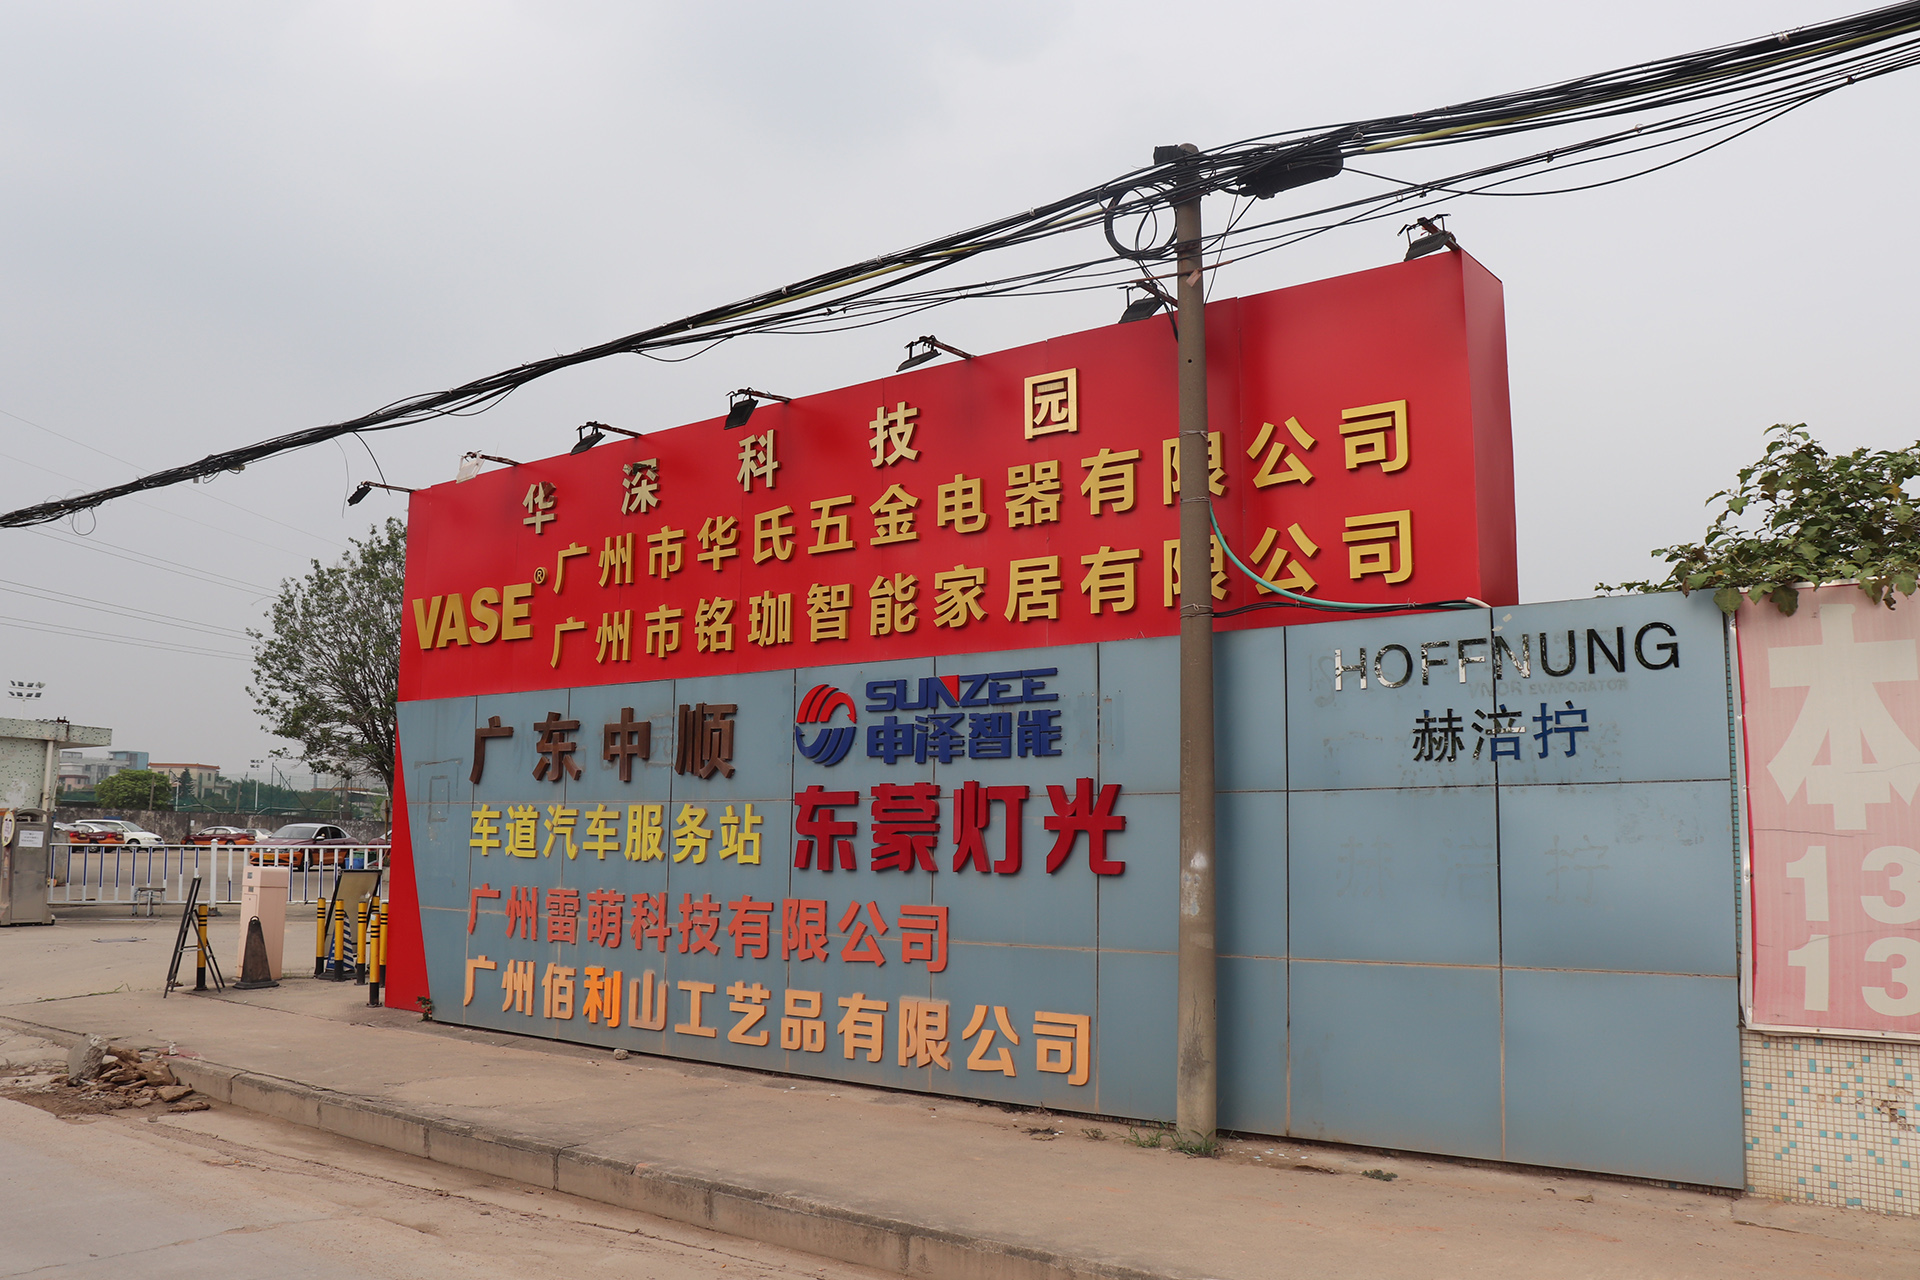 华深科技园
VASE®
广州市华氏五金电器有限公司
广州市铭珈智能家居有限公司
广东中顺
SUNZEE
申泽智能
HOFFNUNG
赫涪拧
车道汽车服务站
东蒙灯光
广州雷萌科技有限公司
广州佰利山工艺品有限公司
本
13
13